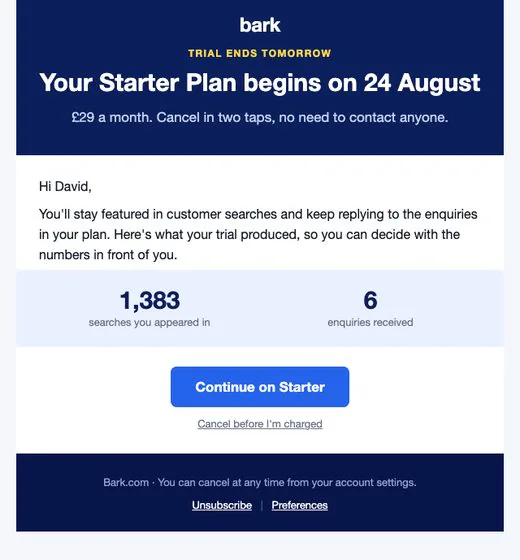 bark
TRIAL ENDS TOMORROW
Your Starter Plan begins on 24 August
£29 a month. Cancel in two taps, no need to contact anyone.
Hi David,
You'll stay featured in customer searches and keep replying to the enquiries
in your plan. Here's what your trial produced, so you can decide with the
numbers in front of you.
1,383 6
searches you appeared in enquiries received
Continue on Starter
Cancel before I'm charged
Bark.com · You can cancel at any time from your account settings.
Unsubscribe | Preferences